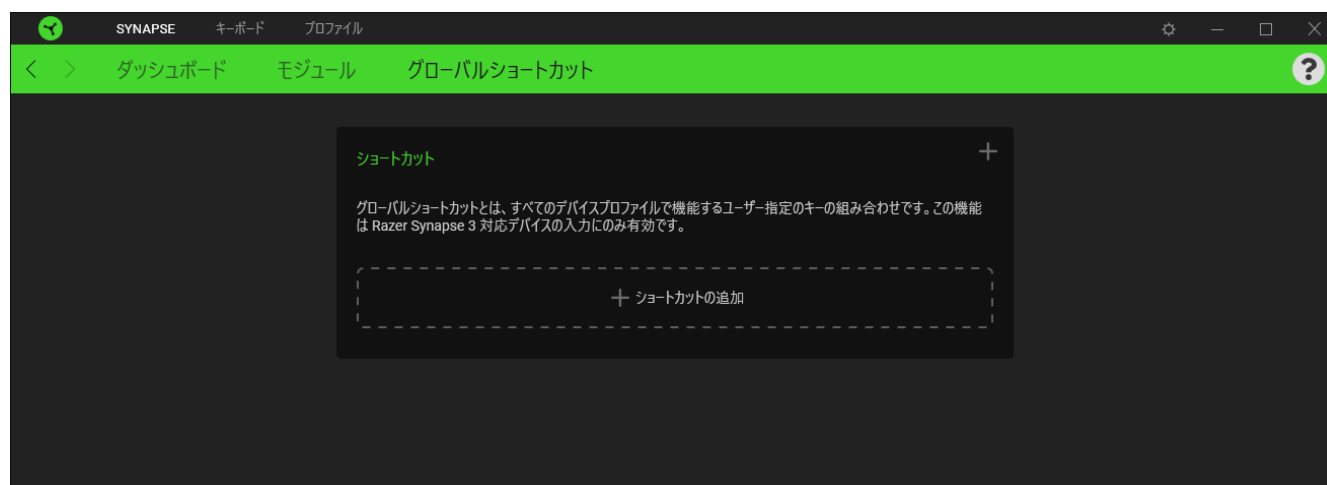 SYNAPSE キーボード プロファイル
ダッシュボード モジュール グローバルショートカット
ショートカット
グローバルショートカットとは、すべてのデバイスプロファイルで機能するユーザー指定のキーの組み合わせです。この機能
は Razer Synapse 3 対応デバイスの入力にのみ有効です。
ショートカットの追加